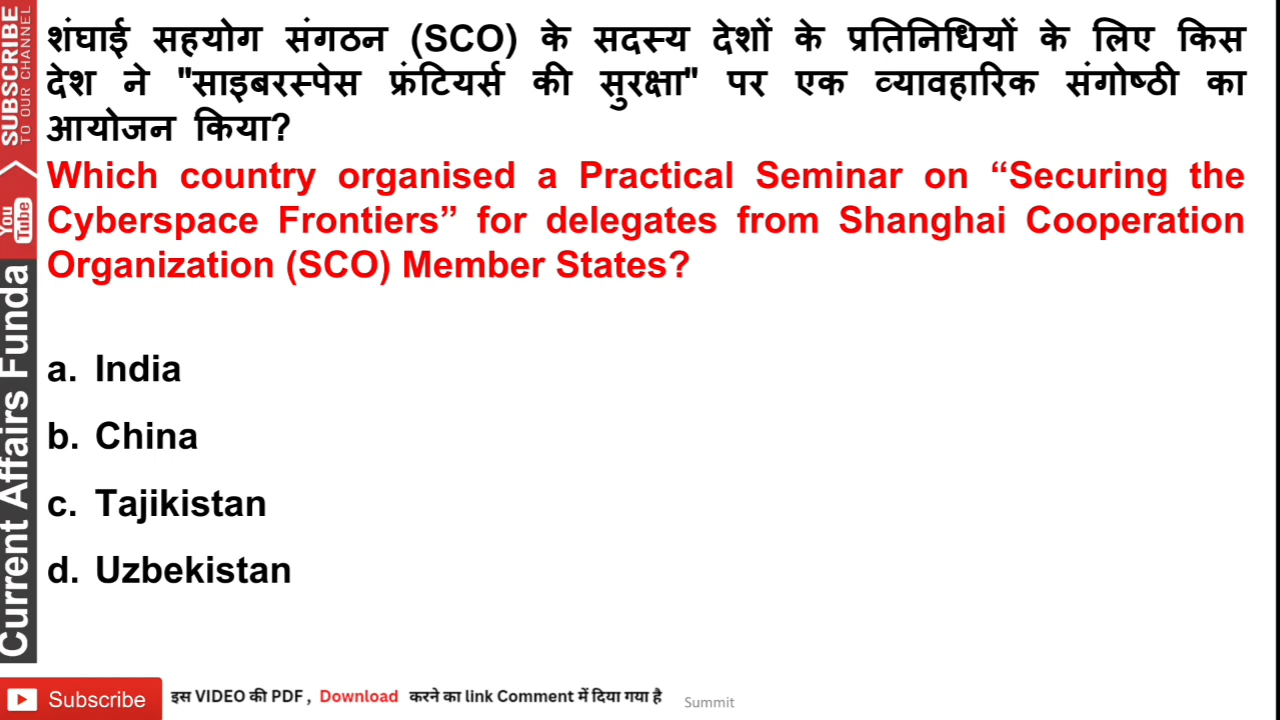 शंघाई सहयोग संगठन (SCO) के सदस्य देशों के प्रतिनिधियों के लिए किस
देश ने "साइबरस्पेस फ्रंटियर्स की सुरक्षा" पर एक व्यावहारिक संगोष्ठी का
आयोजन किया?
Which country organised a Practical Seminar on “Securing the
Cyberspace Frontiers” for delegates from Shanghai Cooperation
Organization (SCO) Member States?
a. India
b. China
c. Tajikistan
d. Uzbekistan
SUBSCRIBE
TO OUR CHANNEL
You
Tube
Current Affairs Funda
Subscribe
इस VIDEO की PDF , Download करने का link Comment में दिया गया है
Summit